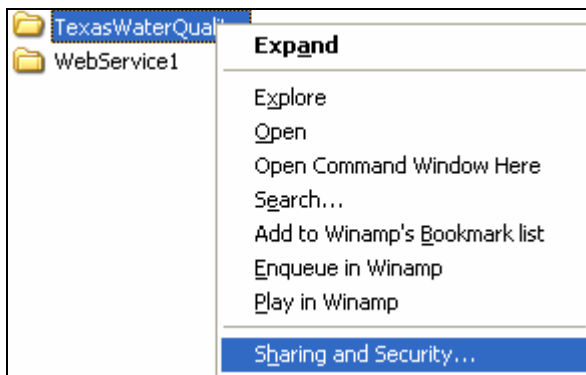 TexasWaterQuali
WebService1
Expand
Explore
Open
Open Command Window Here
Search...
Add to Winamp's Bookmark list
Enqueue in Winamp
Play in Winamp
Sharing and Security...